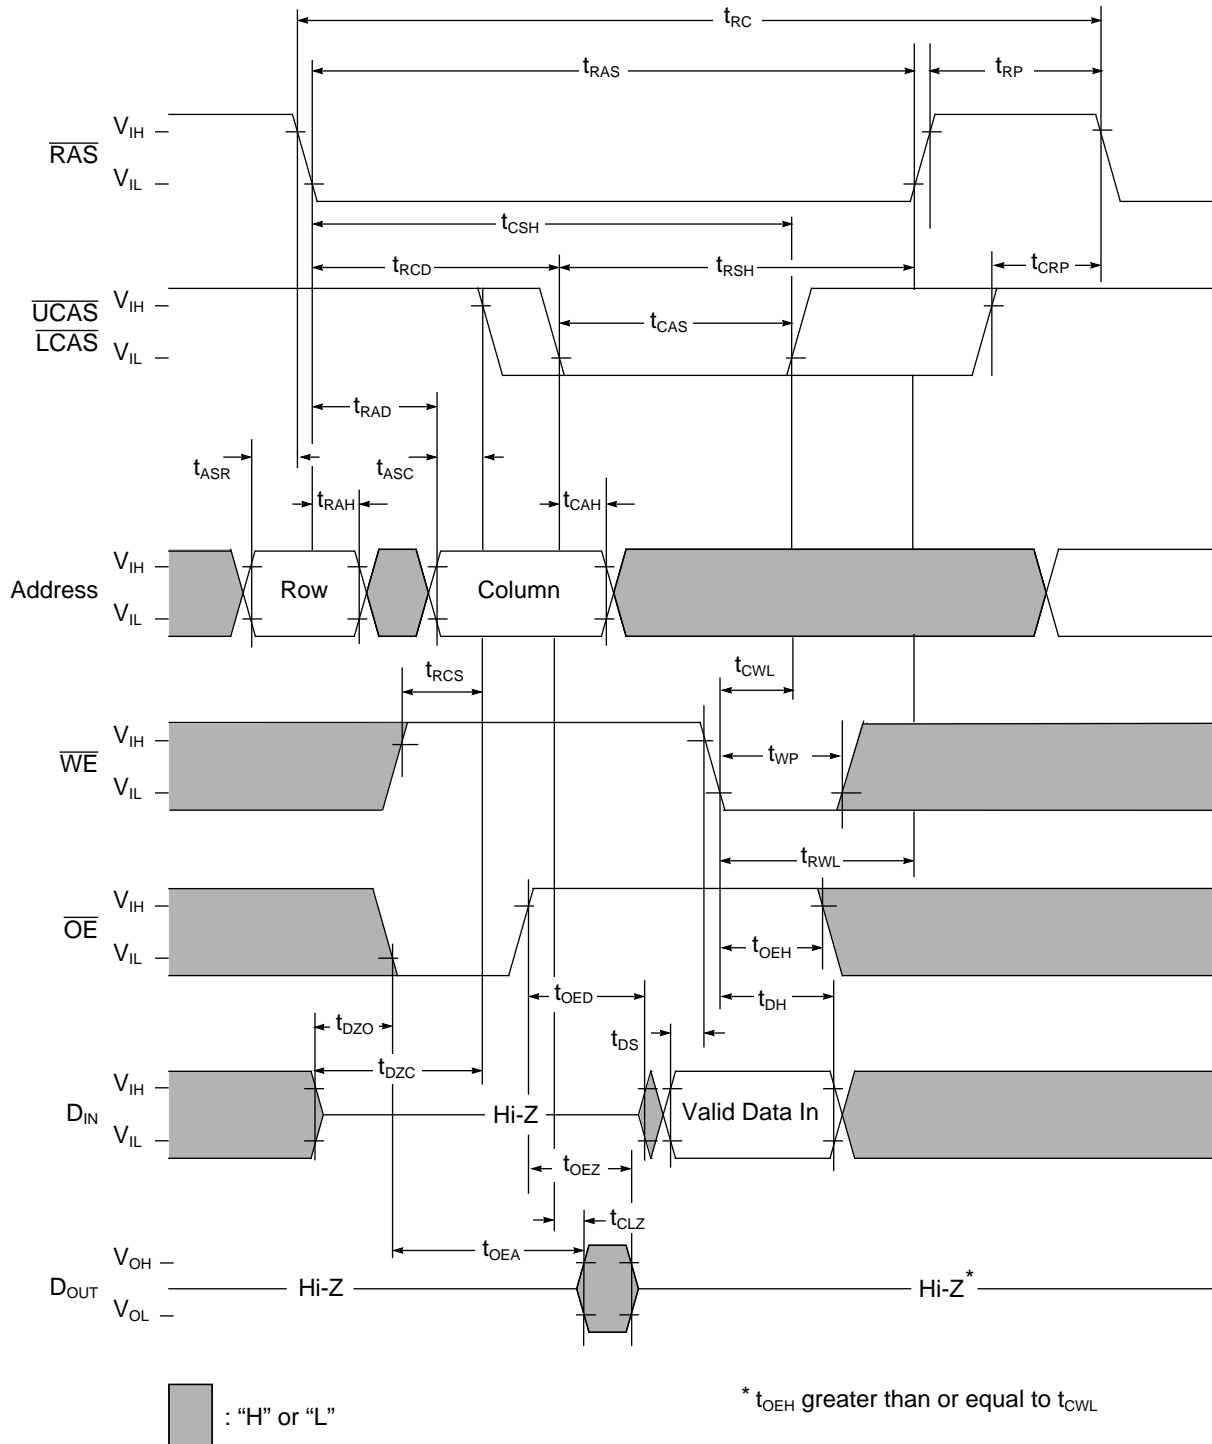 tRC
tRAS
tRP
RAS
VIH
VIL
tCSH
tRCD
tRSH
tCRP
UCAS
LCAS
VIH
VIL
tCAS
tRAD
tASR
tASC
tRAH
tCAH
Address
VIH
VIL
Row
Column
tRCS
tCWL
WE
VIH
VIL
tWP
tRWL
OE
VIH
VIL
tOEH
tOED
tDH
tDZO
tDS
tDZC
DIN
VIH
VIL
Hi-Z
Valid Data In
tOEZ
tCLZ
tOEA
DOUT
VOH
VOL
Hi-Z
Hi-Z*
: “H” or “L”
* tOEH greater than or equal to tCWL